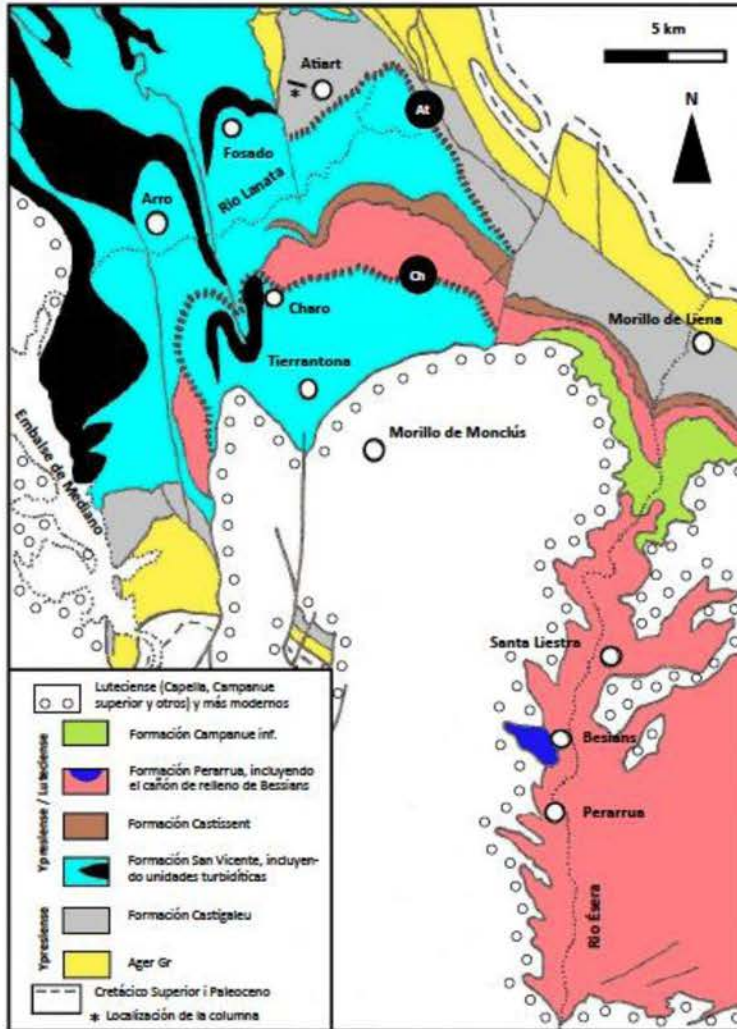 5 km
N
Atiart
*
At
Fosado
Río Lanata
Arro
Ch
Charo
Morillo de Liena
Tierrantona
Morillo de Monclús
Embalse de Mediano
Santa Liestra
Besians
Perarrua
Río Ésera
Luteciense (Capella, Campanue
superior y otros) y más modernos
Formación Campanue inf.
Formación Perarrua, incluyendo
el cañón de relleno de Bessians
Formación Castissent
Formación San Vicente, incluyen-
do unidades turbidíticas
Formación Castigaleu
Ager Gr
Cretácico Superior i Paleoceno
* Localización de la columna
Ypresiense / Luteciense
Ypresiense